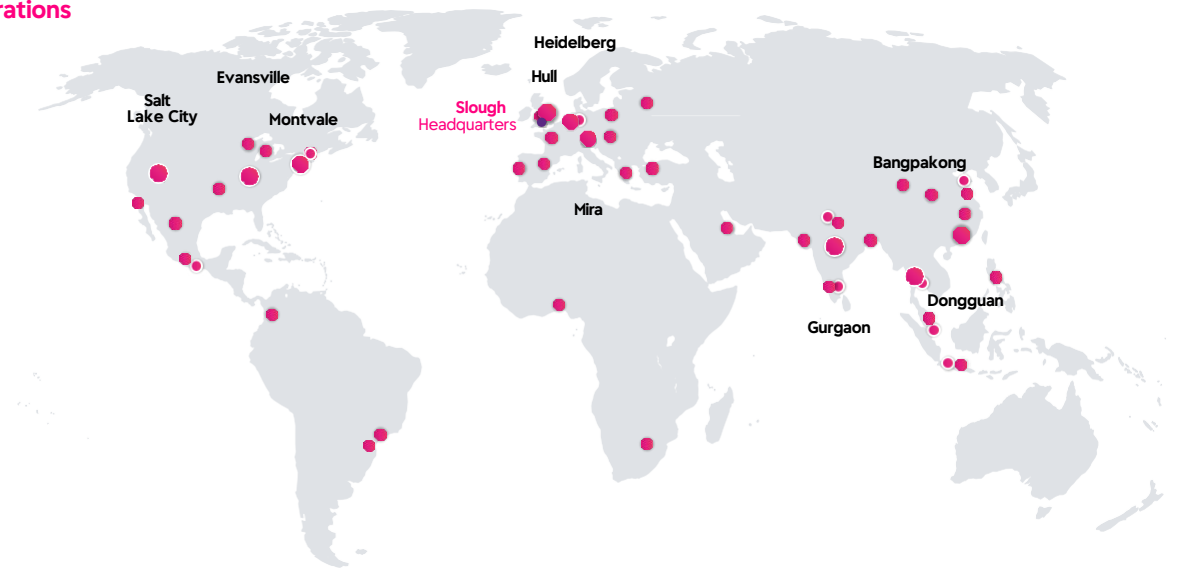 rations
Heidelberg
Evansville
Hull
Salt
Lake City
Slough
Headquarters
Montvale
Bangpakong
Mira
Dongguan
Gurgaon